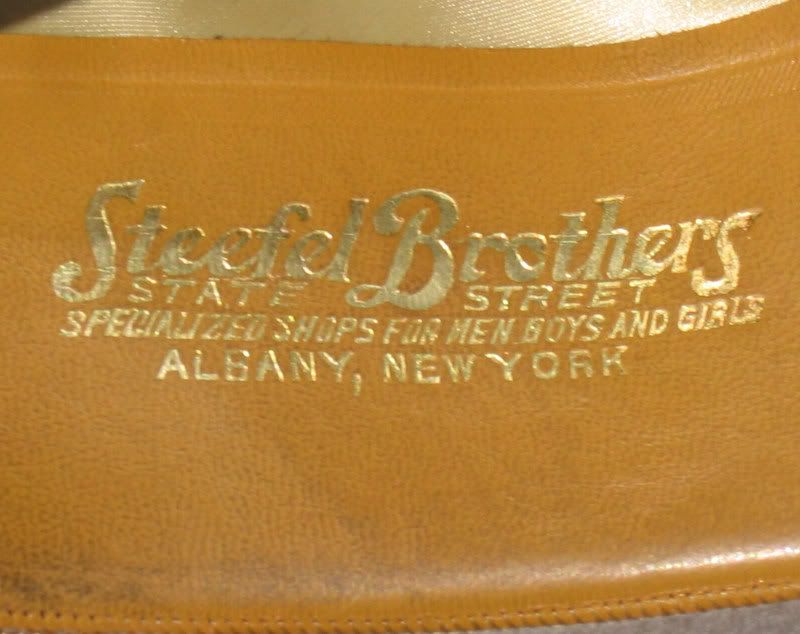 Steefel Brothers
STATE STREET
SPECIALIZED SHOPS FOR MEN BOYS AND GIRLS
ALBANY, NEW YORK